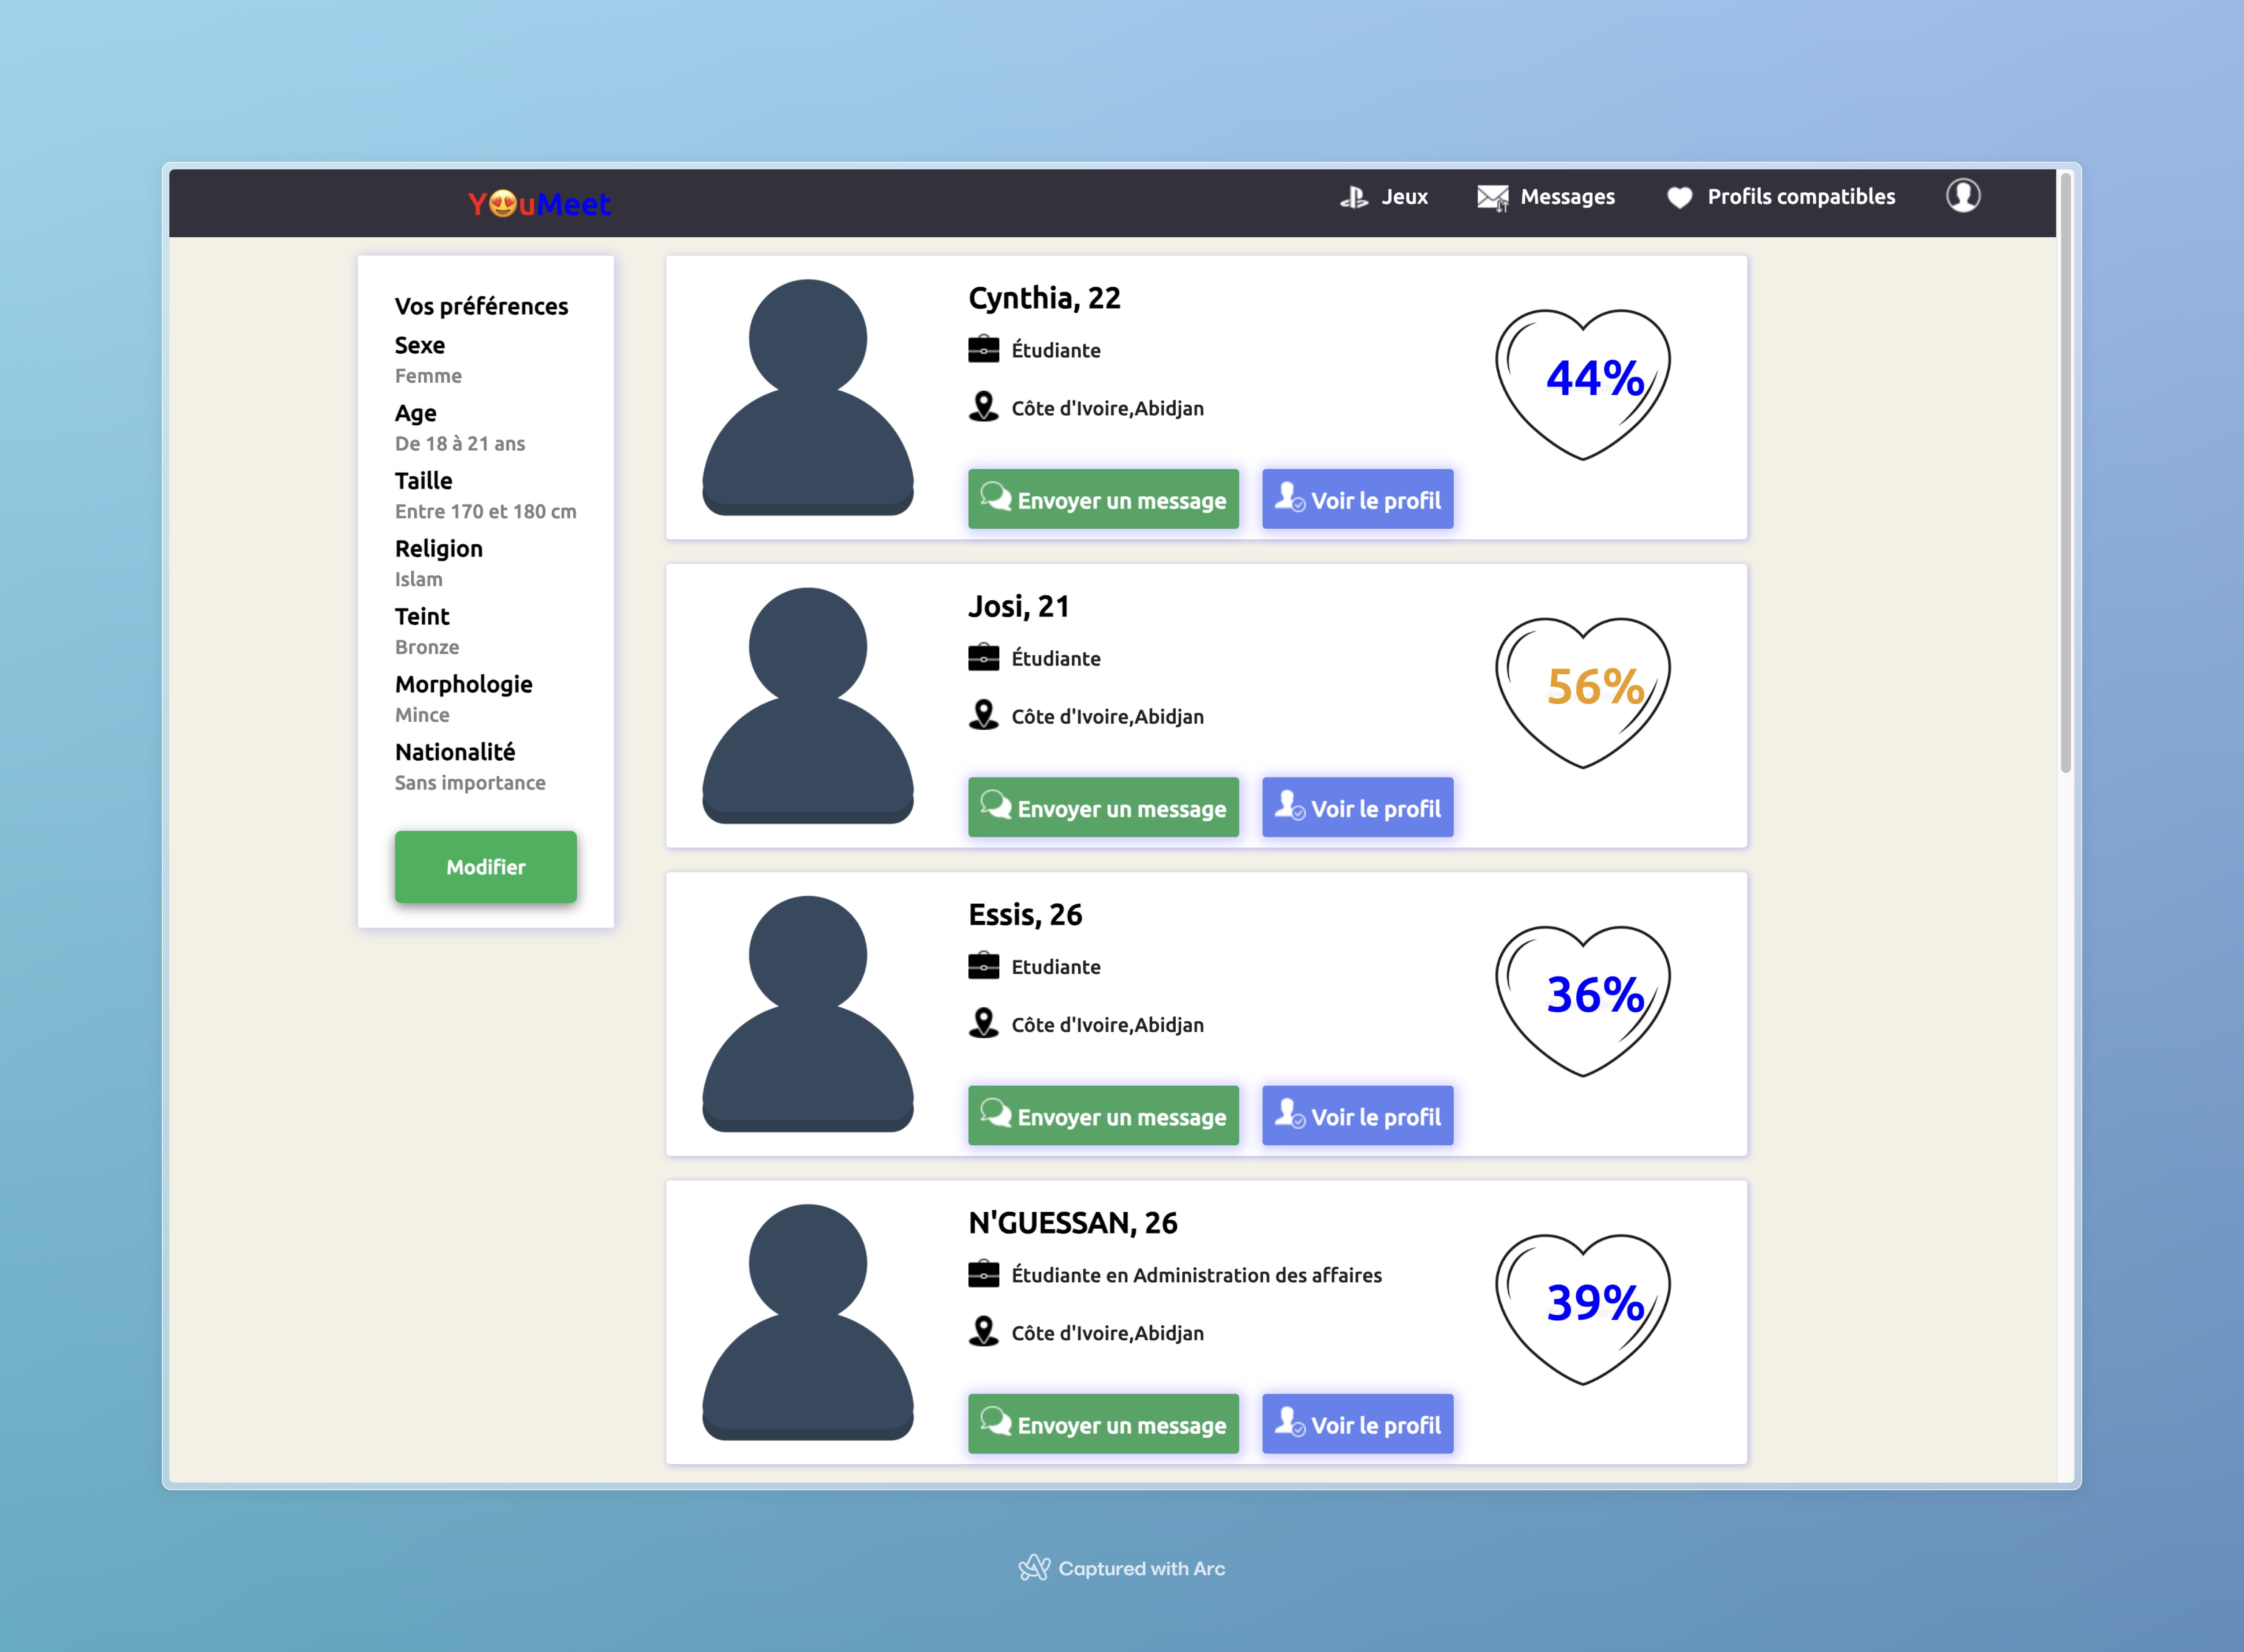 Y😍uMeet
Jeux
Messages
Profils compatibles
Vos préférences
Sexe
Femme
Age
De 18 à 21 ans
Taille
Entre 170 et 180 cm
Religion
Islam
Teint
Bronze
Morphologie
Mince
Nationalité
Sans importance
Modifier
Cynthia, 22
Étudiante
Côte d'Ivoire,Abidjan
Envoyer un message
Voir le profil
44%
Josi, 21
Étudiante
Côte d'Ivoire,Abidjan
Envoyer un message
Voir le profil
56%
Essis, 26
Etudiante
Côte d'Ivoire,Abidjan
Envoyer un message
Voir le profil
36%
N'GUESSAN, 26
Étudiante en Administration des affaires
Côte d'Ivoire,Abidjan
Envoyer un message
Voir le profil
39%
Captured with Arc